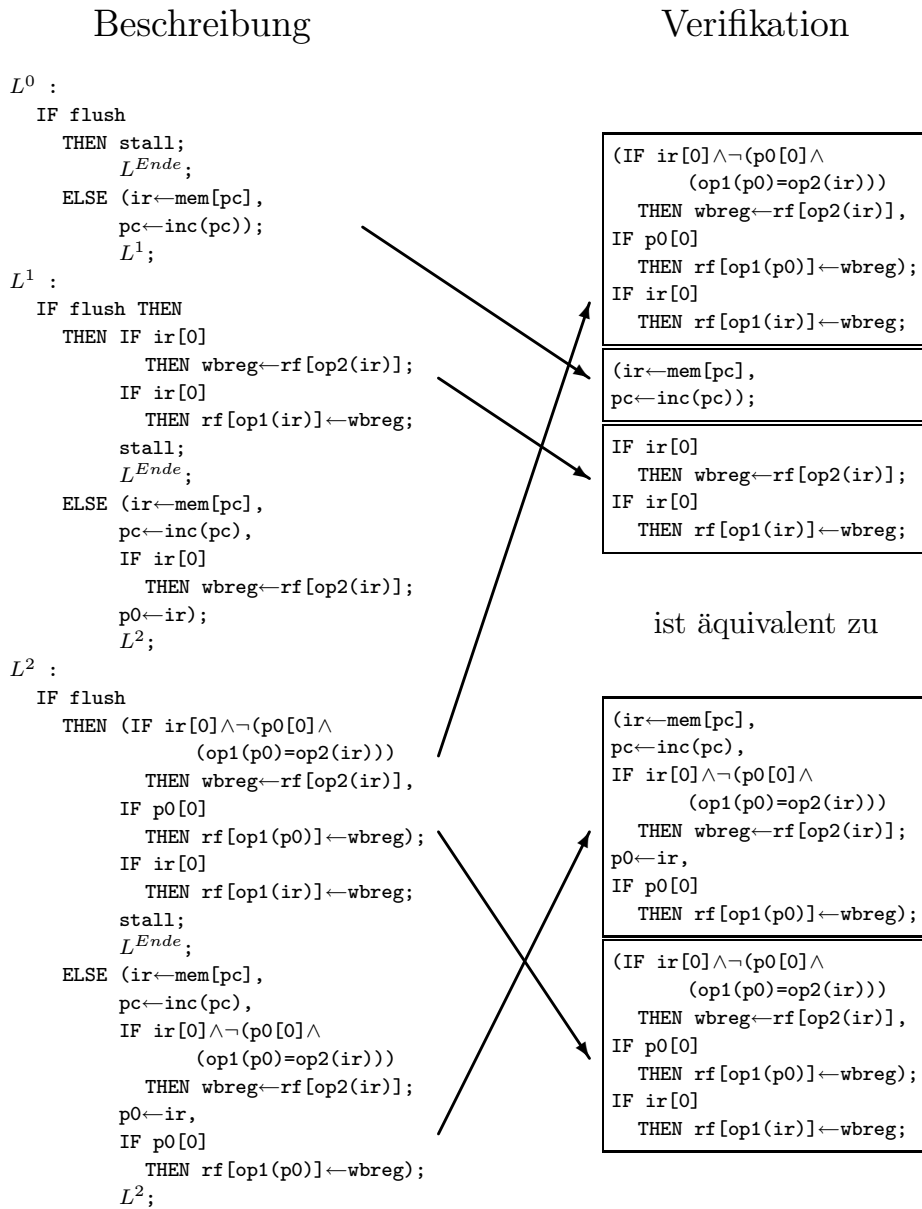 Beschreibung
L^0 :
IF flush
THEN stall;
L^{Ende};
ELSE (ir←mem[pc],
pc←inc(pc));
L^1;
L^1 :
IF flush THEN
THEN IF ir[0]
THEN wbreg←rf[op2(ir)];
IF ir[0]
THEN rf[op1(ir)]←wbreg;
stall;
L^{Ende};
ELSE (ir←mem[pc],
pc←inc(pc),
IF ir[0]
THEN wbreg←rf[op2(ir)];
p0←ir);
L^2;
L^2 :
IF flush
THEN (IF ir[0]∧¬(p0[0]∧
(op1(p0)=op2(ir)))
THEN wbreg←rf[op2(ir)],
IF p0[0]
THEN rf[op1(p0)]←wbreg);
IF ir[0]
THEN rf[op1(ir)]←wbreg;
stall;
L^{Ende};
ELSE (ir←mem[pc],
pc←inc(pc),
IF ir[0]∧¬(p0[0]∧
(op1(p0)=op2(ir)))
THEN wbreg←rf[op2(ir)];
p0←ir,
IF p0[0]
THEN rf[op1(p0)]←wbreg);
L^2;
Verifikation
(IF ir[0]∧¬(p0[0]∧
(op1(p0)=op2(ir)))
THEN wbreg←rf[op2(ir)],
IF p0[0]
THEN rf[op1(p0)]←wbreg);
IF ir[0]
THEN rf[op1(ir)]←wbreg;
(ir←mem[pc],
pc←inc(pc));
IF ir[0]
THEN wbreg←rf[op2(ir)];
IF ir[0]
THEN rf[op1(ir)]←wbreg;
ist äquivalent zu
(ir←mem[pc],
pc←inc(pc),
IF ir[0]∧¬(p0[0]∧
(op1(p0)=op2(ir)))
THEN wbreg←rf[op2(ir)];
p0←ir,
IF p0[0]
THEN rf[op1(p0)]←wbreg);
(IF ir[0]∧¬(p0[0]∧
(op1(p0)=op2(ir)))
THEN wbreg←rf[op2(ir)],
IF p0[0]
THEN rf[op1(p0)]←wbreg);
IF ir[0]
THEN rf[op1(ir)]←wbreg;